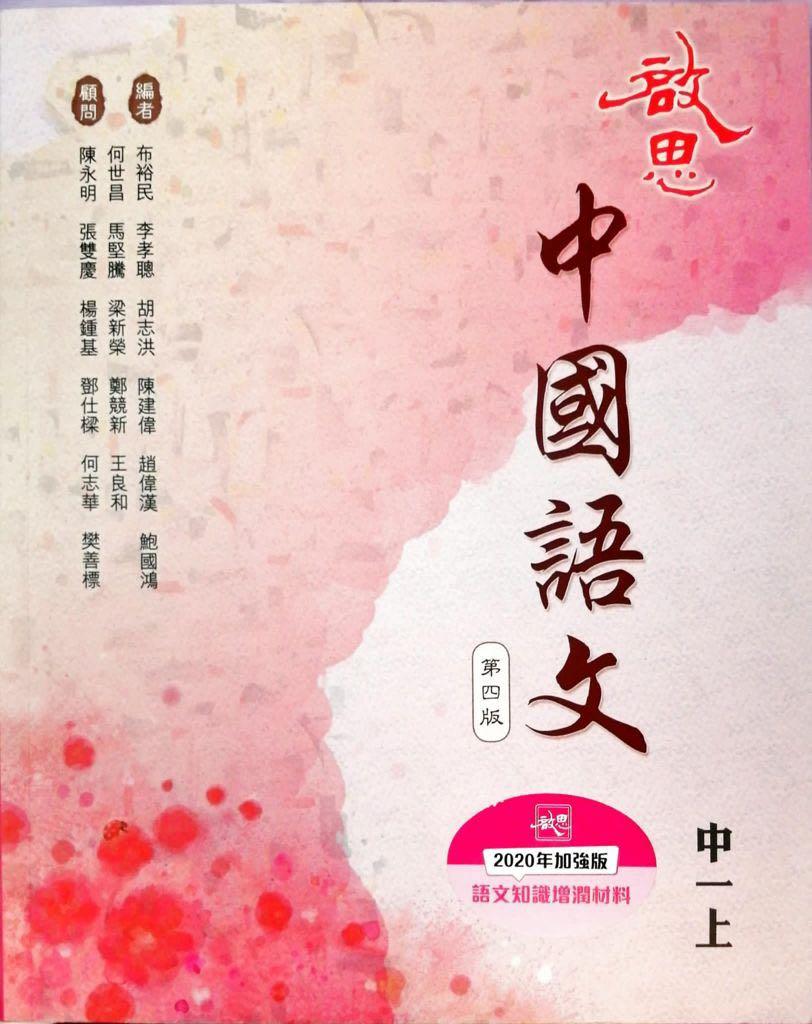 啟思
中國語文
第四版
編者
布裕民 李孝聰 胡志洪 陳建偉 趙偉漢 鮑國鴻
何世昌 馬堅騰 梁新榮 鄭競新 王良和
顧問
陳永明 張雙慶 楊鍾基 鄧仕樑 何志華 樊善標
啟思
2020年加強版
語文知識增潤材料
中一上